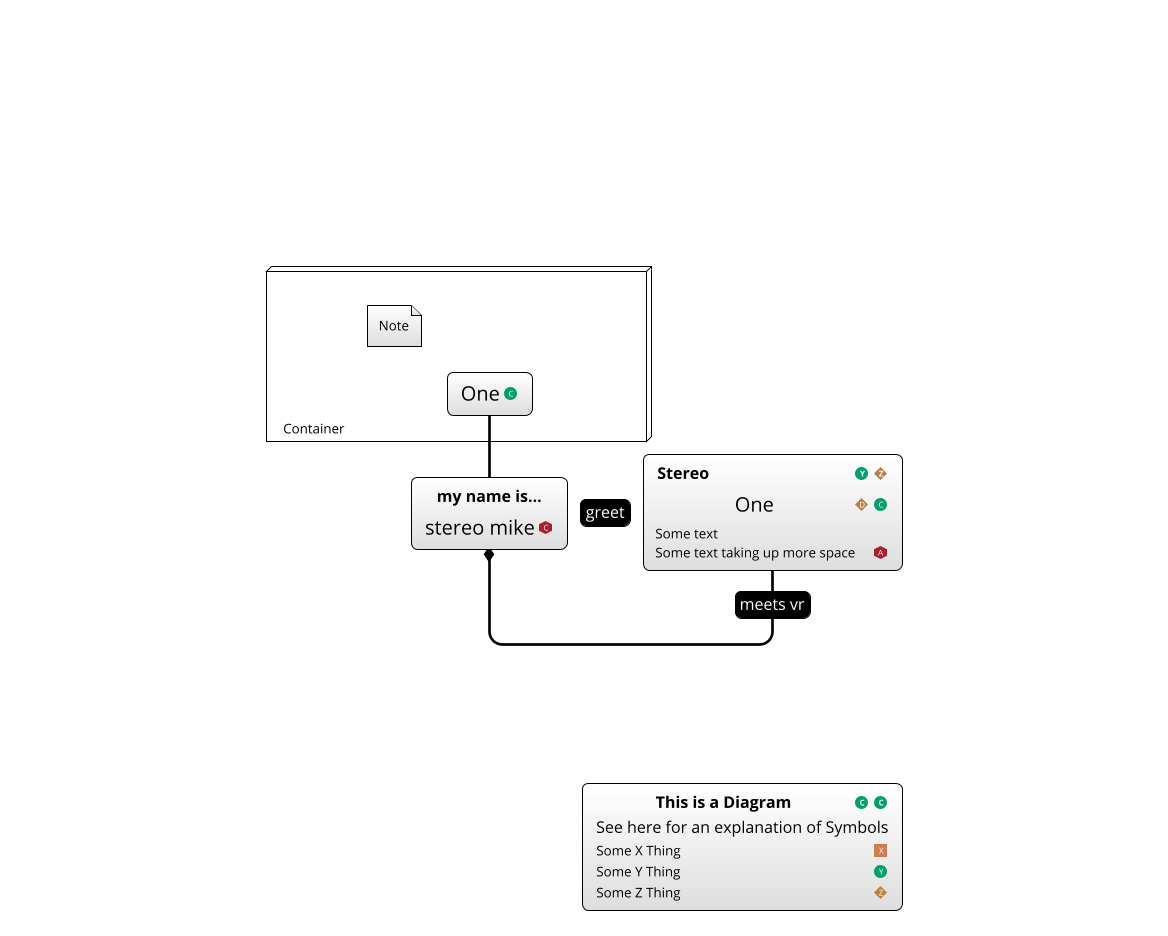 Note
One C
Container
my name is...
stereo mike C
greet
Stereo Y Z
One D C
Some text
Some text taking up more space A
meets vr
This is a Diagram C C
See here for an explanation of Symbols
Some X Thing X
Some Y Thing Y
Some Z Thing Z